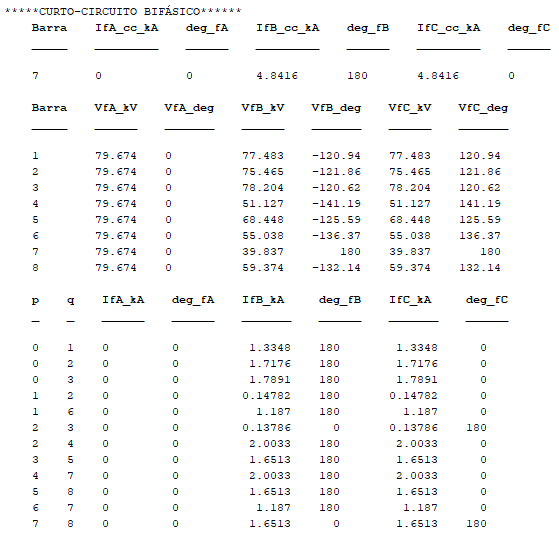 *****CURTO-CIRCUITO BIFÁSICO******
Barra IfA_cc_kA deg_fA IfB_cc_kA deg_fB IfC_cc_kA deg_fC
7 0 0 4.8416 180 4.8416 0
Barra VfA_kV VfA_deg VfB_kV VfB_deg VfC_kV VfC_deg
1 79.674 0 77.483 -120.94 77.483 120.94
2 79.674 0 75.465 -121.86 75.465 121.86
3 79.674 0 78.204 -120.62 78.204 120.62
4 79.674 0 51.127 -141.19 51.127 141.19
5 79.674 0 68.448 -125.59 68.448 125.59
6 79.674 0 55.038 -136.37 55.038 136.37
7 79.674 0 39.837 180 39.837 180
8 79.674 0 59.374 -132.14 59.374 132.14
p q IfA_kA deg_fA IfB_kA deg_fB IfC_kA deg_fC
0 1 0 0 1.3348 180 1.3348 0
0 2 0 0 1.7176 180 1.7176 0
0 3 0 0 1.7891 180 1.7891 0
1 2 0 0 0.14782 180 0.14782 0
1 6 0 0 1.187 180 1.187 0
2 3 0 0 0.13786 0 0.13786 180
2 4 0 0 2.0033 180 2.0033 0
3 5 0 0 1.6513 180 1.6513 0
4 7 0 0 2.0033 180 2.0033 0
5 8 0 0 1.6513 180 1.6513 0
6 7 0 0 1.187 180 1.187 0
7 8 0 0 1.6513 0 1.6513 180